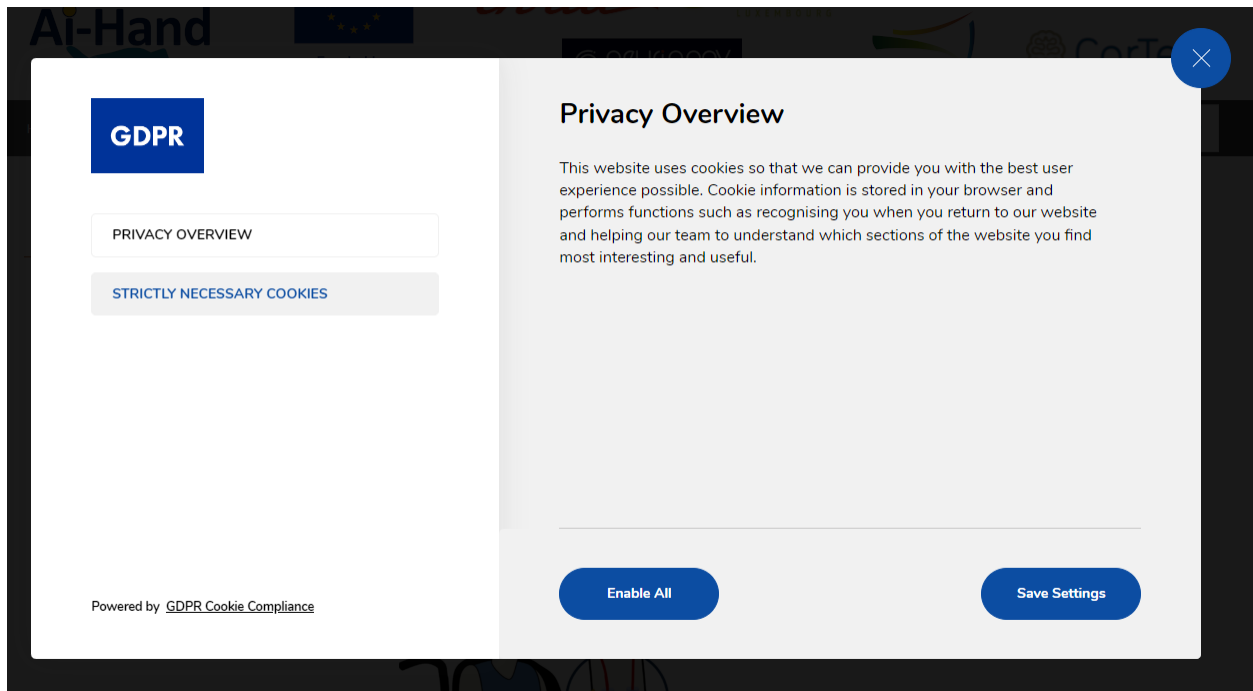 Ai-Hand
GDPR
PRIVACY OVERVIEW
STRICTLY NECESSARY COOKIES
Powered by GDPR Cookie Compliance
Privacy Overview
This website uses cookies so that we can provide you with the best user
experience possible. Cookie information is stored in your browser and
performs functions such as recognising you when you return to our website
and helping our team to understand which sections of the website you find
most interesting and useful.
Enable All
Save Settings